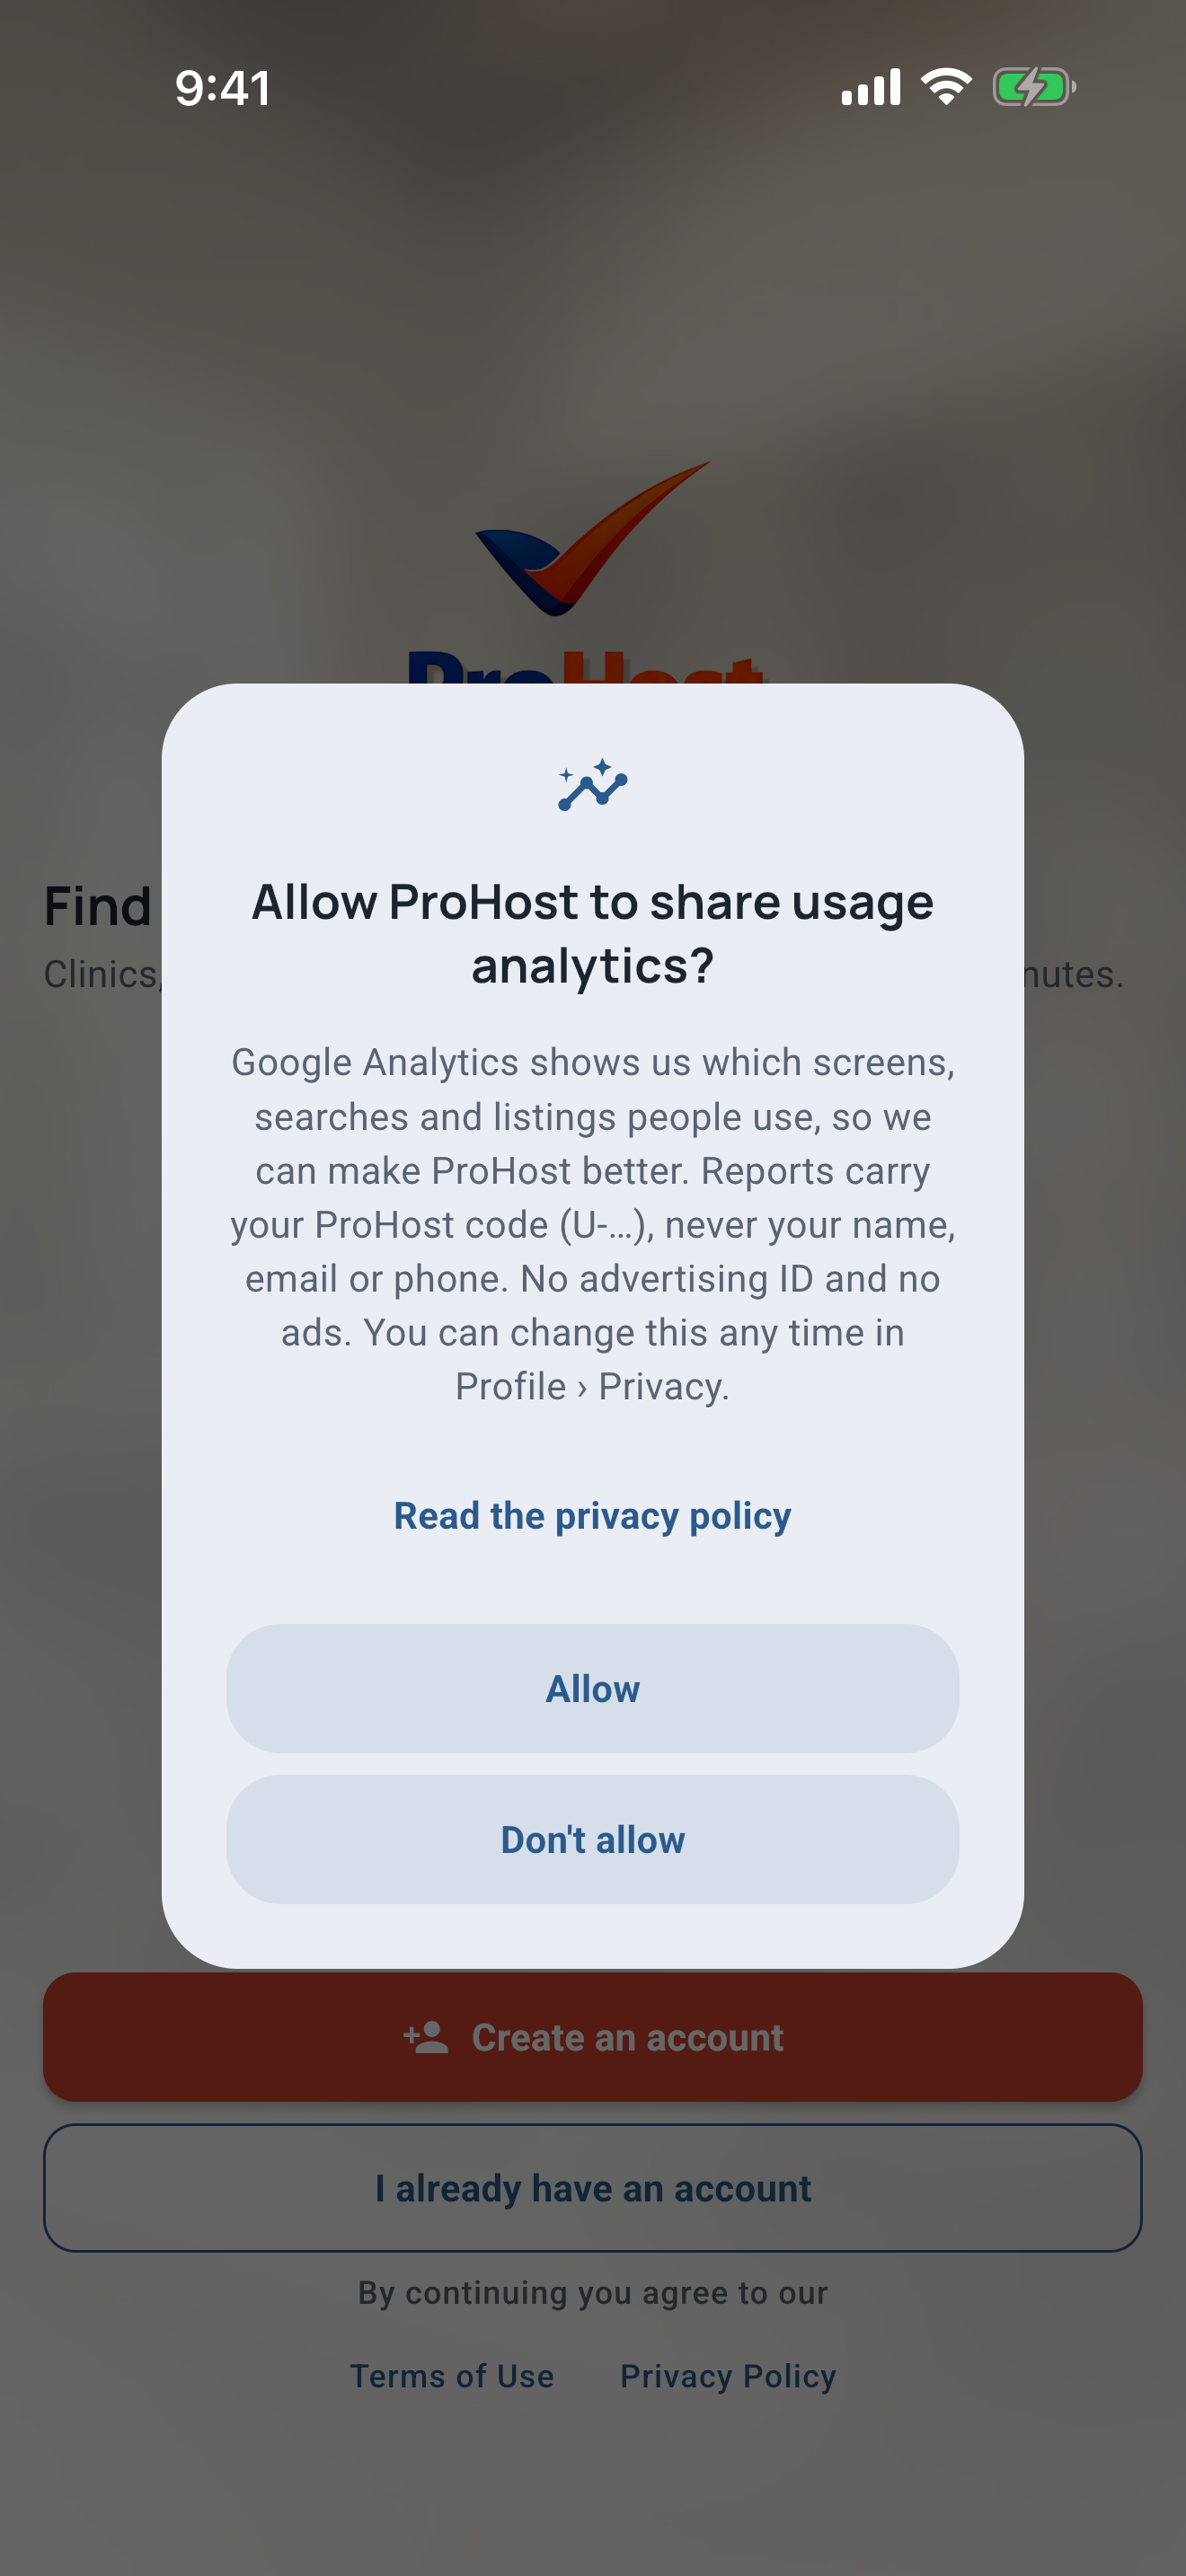 9:41
ProHost
Allow ProHost to share usage
analytics?
Find
Clinics,
nutes.
Google Analytics shows us which screens,
searches and listings people use, so we
can make ProHost better. Reports carry
your ProHost code (U-…), never your name,
email or phone. No advertising ID and no
ads. You can change this any time in
Profile › Privacy.
Read the privacy policy
Allow
Don't allow
Create an account
I already have an account
By continuing you agree to our
Terms of Use Privacy Policy